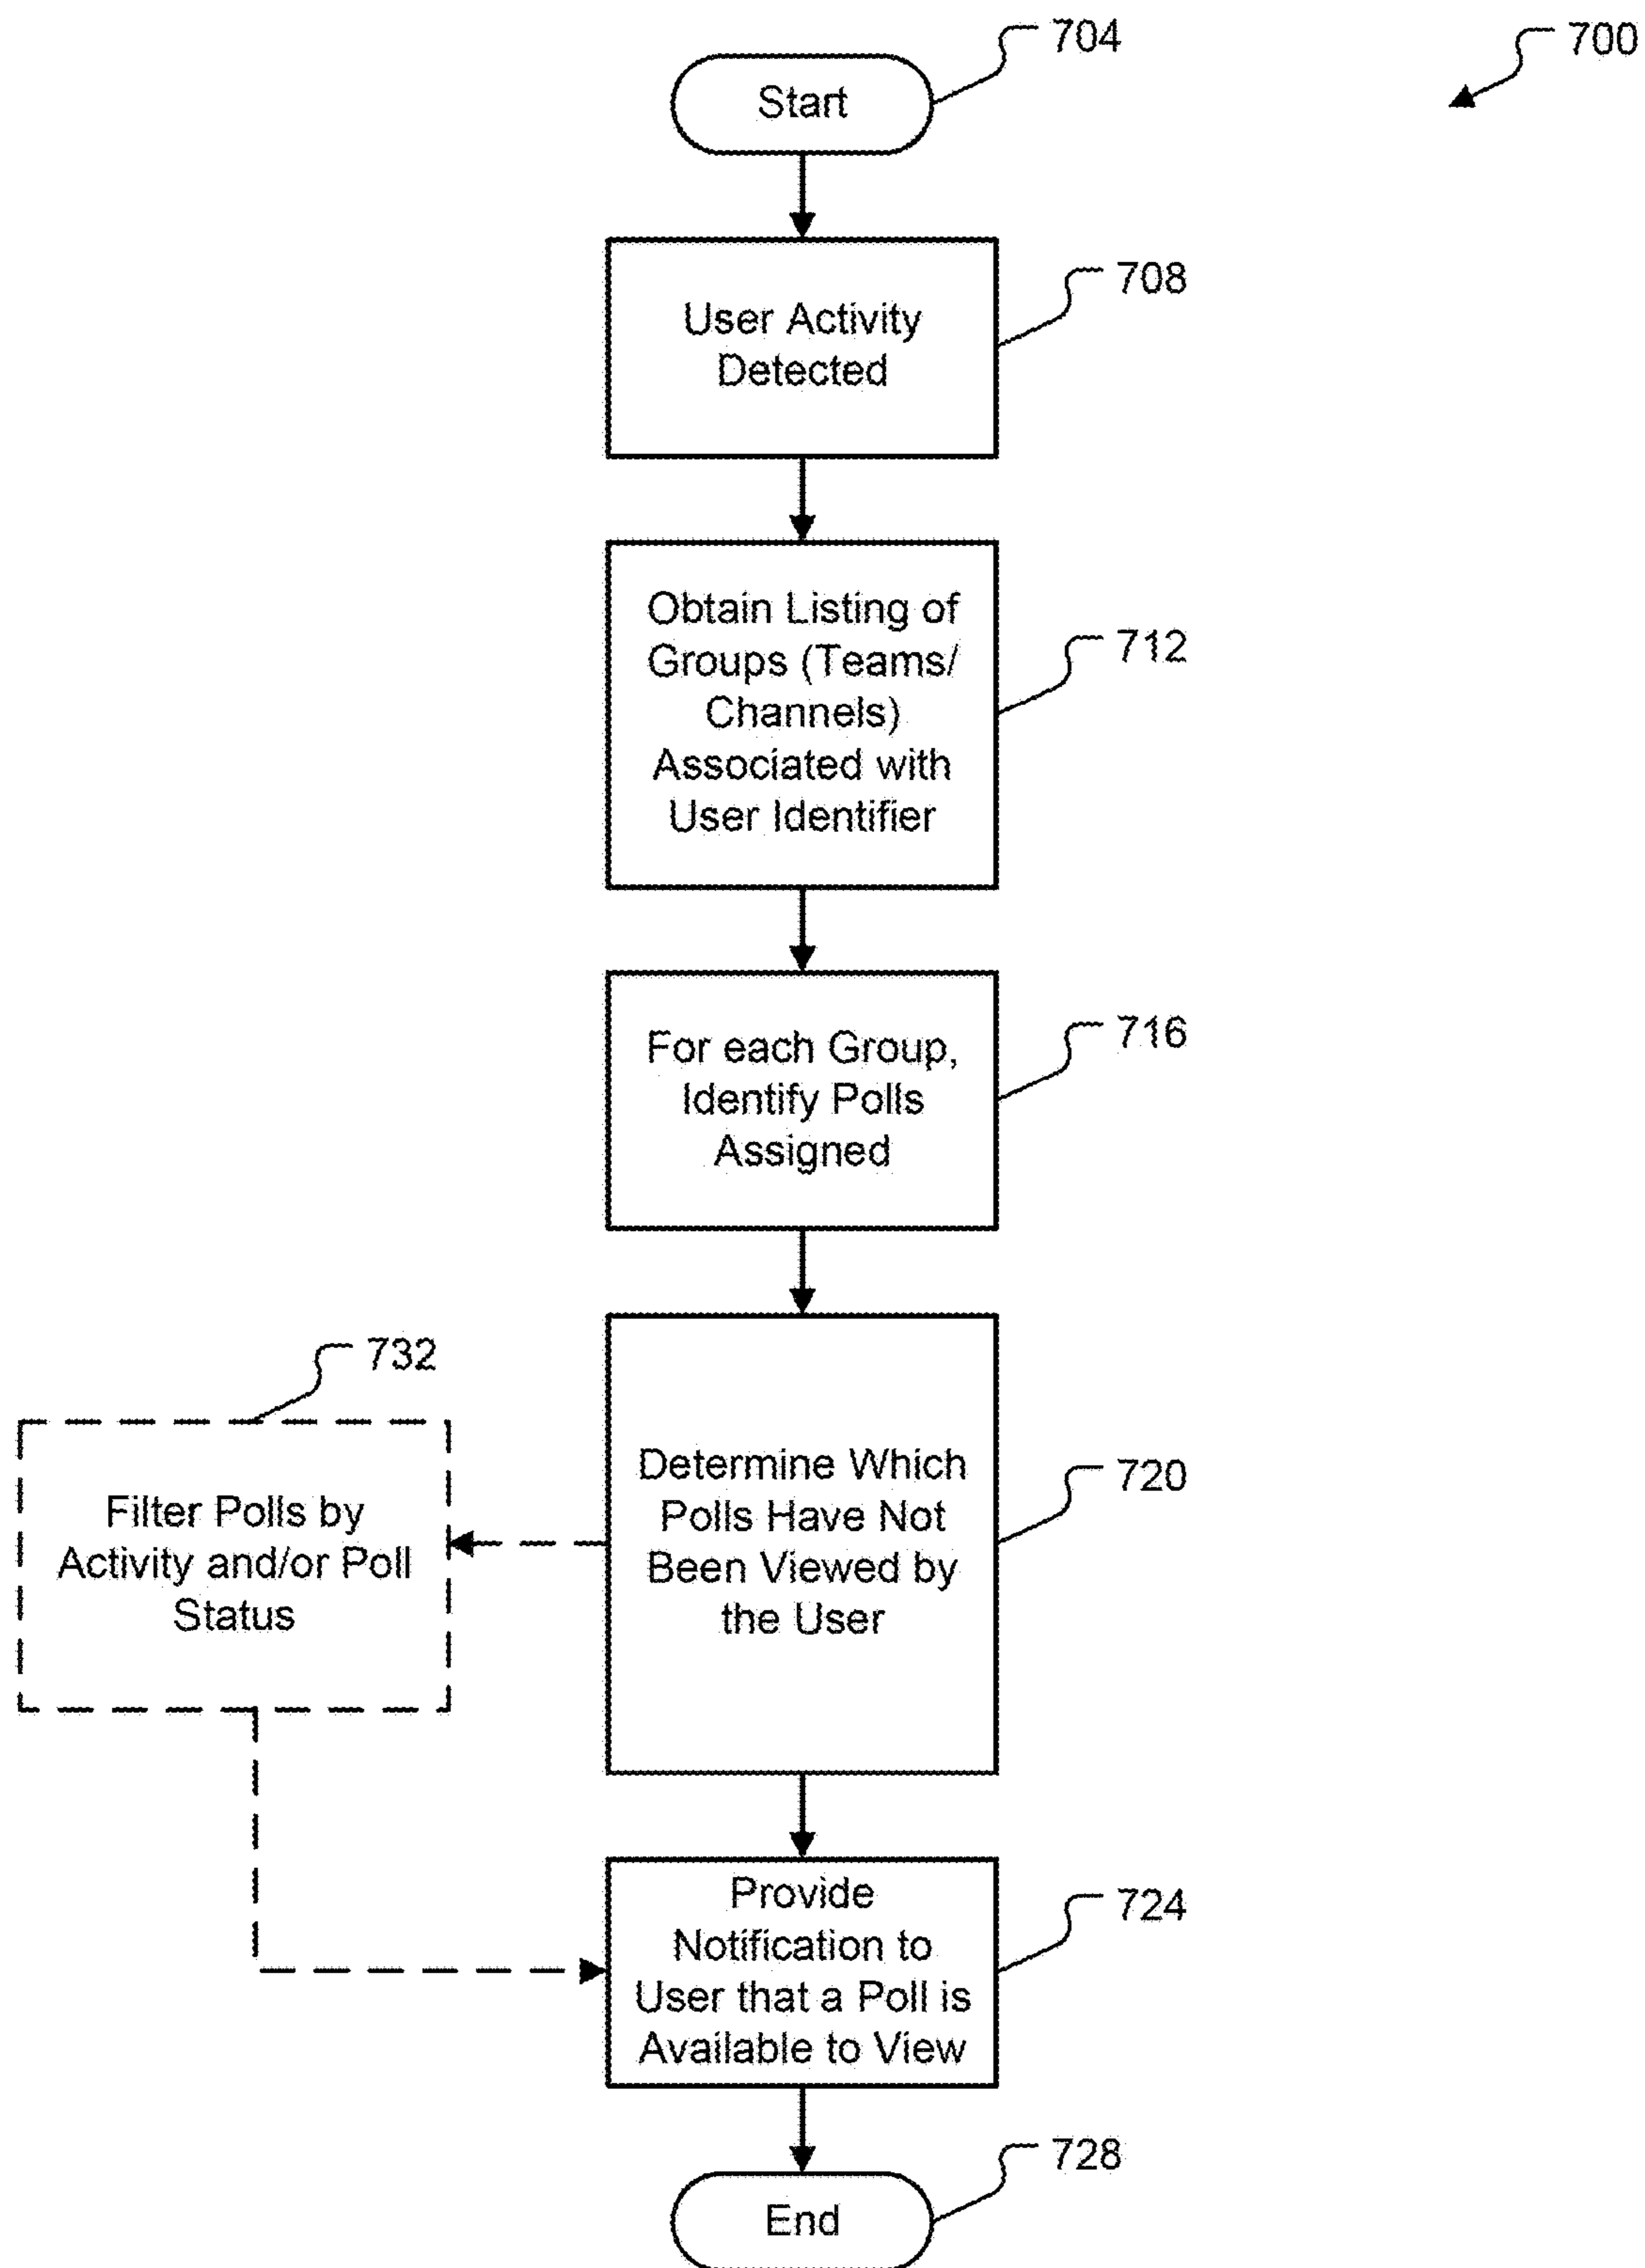 700
704
Start
708
User Activity
Detected
712
Obtain Listing of
Groups (Teams/
Channels)
Associated with
User Identifier
716
For each Group,
Identify Polls
Assigned
720
Determine Which
Polls Have Not
Been Viewed by
the User
732
Filter Polls by
Activity and/or Poll
Status
724
Provide
Notification to
User that a Poll is
Available to View
728
End